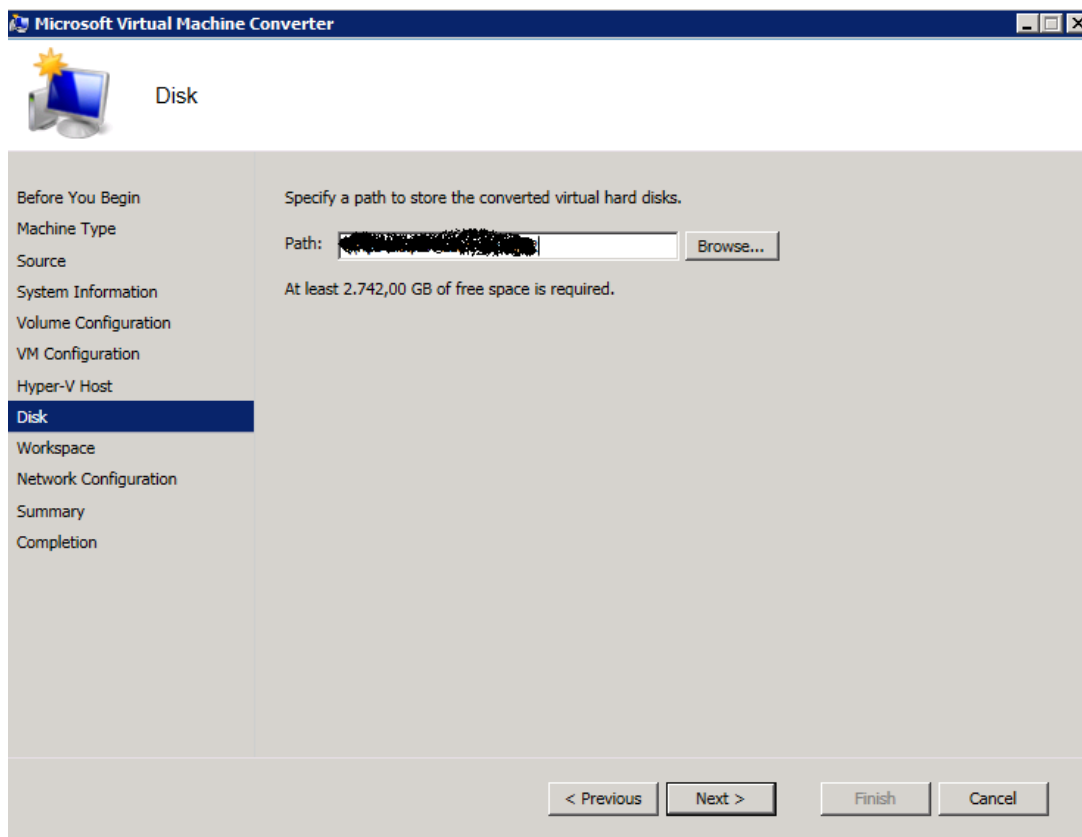 Microsoft Virtual Machine Converter
Disk
Before You Begin
Machine Type
Source
System Information
Volume Configuration
VM Configuration
Hyper-V Host
Disk
Workspace
Network Configuration
Summary
Completion
Specify a path to store the converted virtual hard disks.
Path:
Browse...
At least 2.742,00 GB of free space is required.
< Previous
Next >
Finish
Cancel